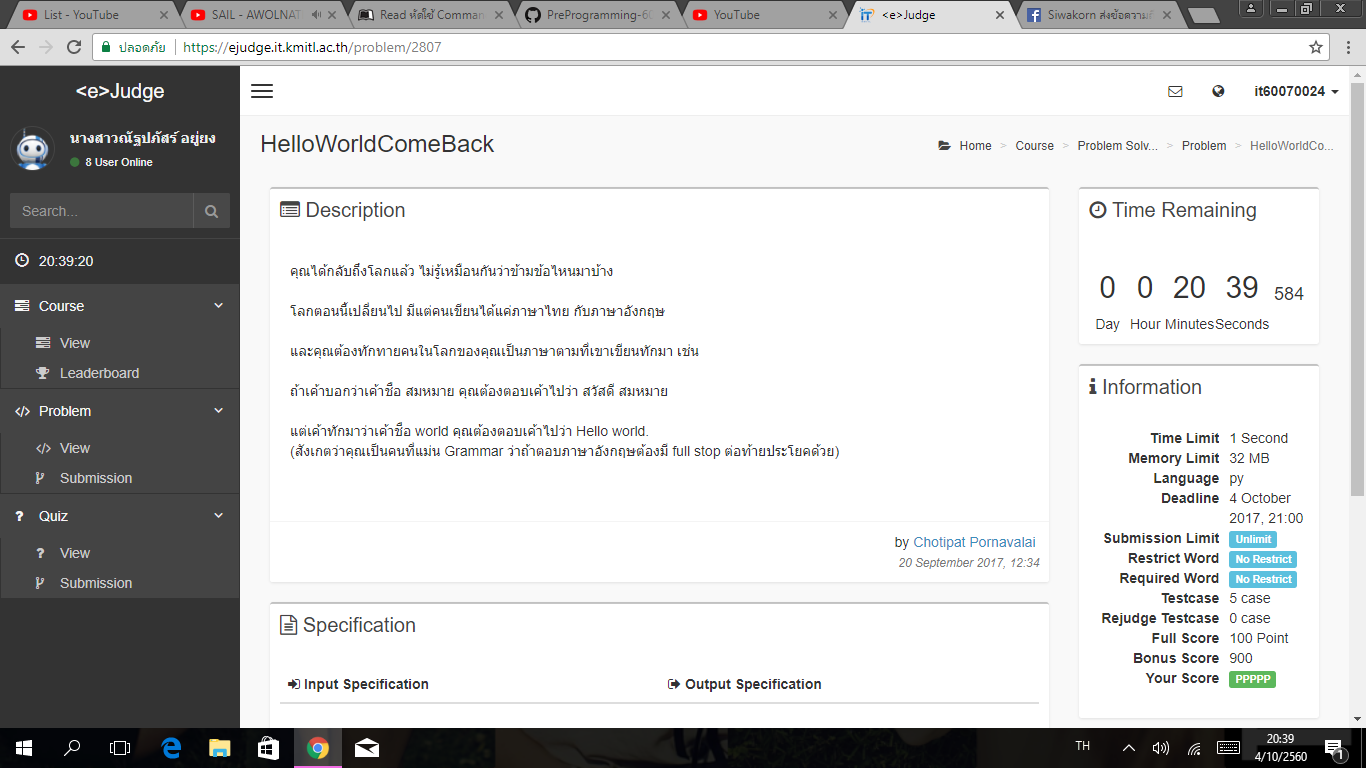 List - YouTube
SAIL - AWOLNAT
Read หัดใช้ Comman
PreProgramming-60
YouTube
<e>Judge
Siwakorn ส่งข้อความถึ
ปลอดภัย
https://ejudge.it.kmitl.ac.th/problem/2807
<e>Judge
it60070024
นางสาวณัฐปภัสร์ อยู่ยง
8 User Online
HelloWorldComeBack
Home > Course > Problem Solv... > Problem > HelloWorldCo...
Search...
20:39:20
Course
View
Leaderboard
Problem
View
Submission
Quiz
View
Submission
Description
คุณได้กลับถึงโลกแล้ว ไม่รู้เหมือนกันว่าข้ามข้อไหนมาบ้าง
โลกตอนนี้เปลี่ยนไป มีแต่คนเขียนได้แค่ภาษาไทย กับภาษาอังกฤษ
และคุณต้องทักทายคนในโลกของคุณเป็นภาษาตามที่เขาเขียนทักมา เช่น
ถ้าเค้าบอกว่าเค้าชื่อ สมหมาย คุณต้องตอบเค้าไปว่า สวัสดี สมหมาย
แต่เค้าทักมาว่าเค้าชื่อ world คุณต้องตอบเค้าไปว่า Hello world.
(สังเกตว่าคุณเป็นคนที่แม่น Grammar ว่าถ้าตอบภาษาอังกฤษต้องมี full stop ต่อท้ายประโยคด้วย)
by Chotipat Pornavalai
20 September 2017, 12:34
Specification
Input Specification
Output Specification
Time Remaining
0 0 20 39 584
Day Hour Minutes Seconds
Information
Time Limit 1 Second
Memory Limit 32 MB
Language py
Deadline 4 October
2017, 21:00
Submission Limit Unlimit
Restrict Word No Restrict
Required Word No Restrict
Testcase 5 case
Rejudge Testcase 0 case
Full Score 100 Point
Bonus Score 900
Your Score PPPPP
TH
20:39
4/10/2560
1